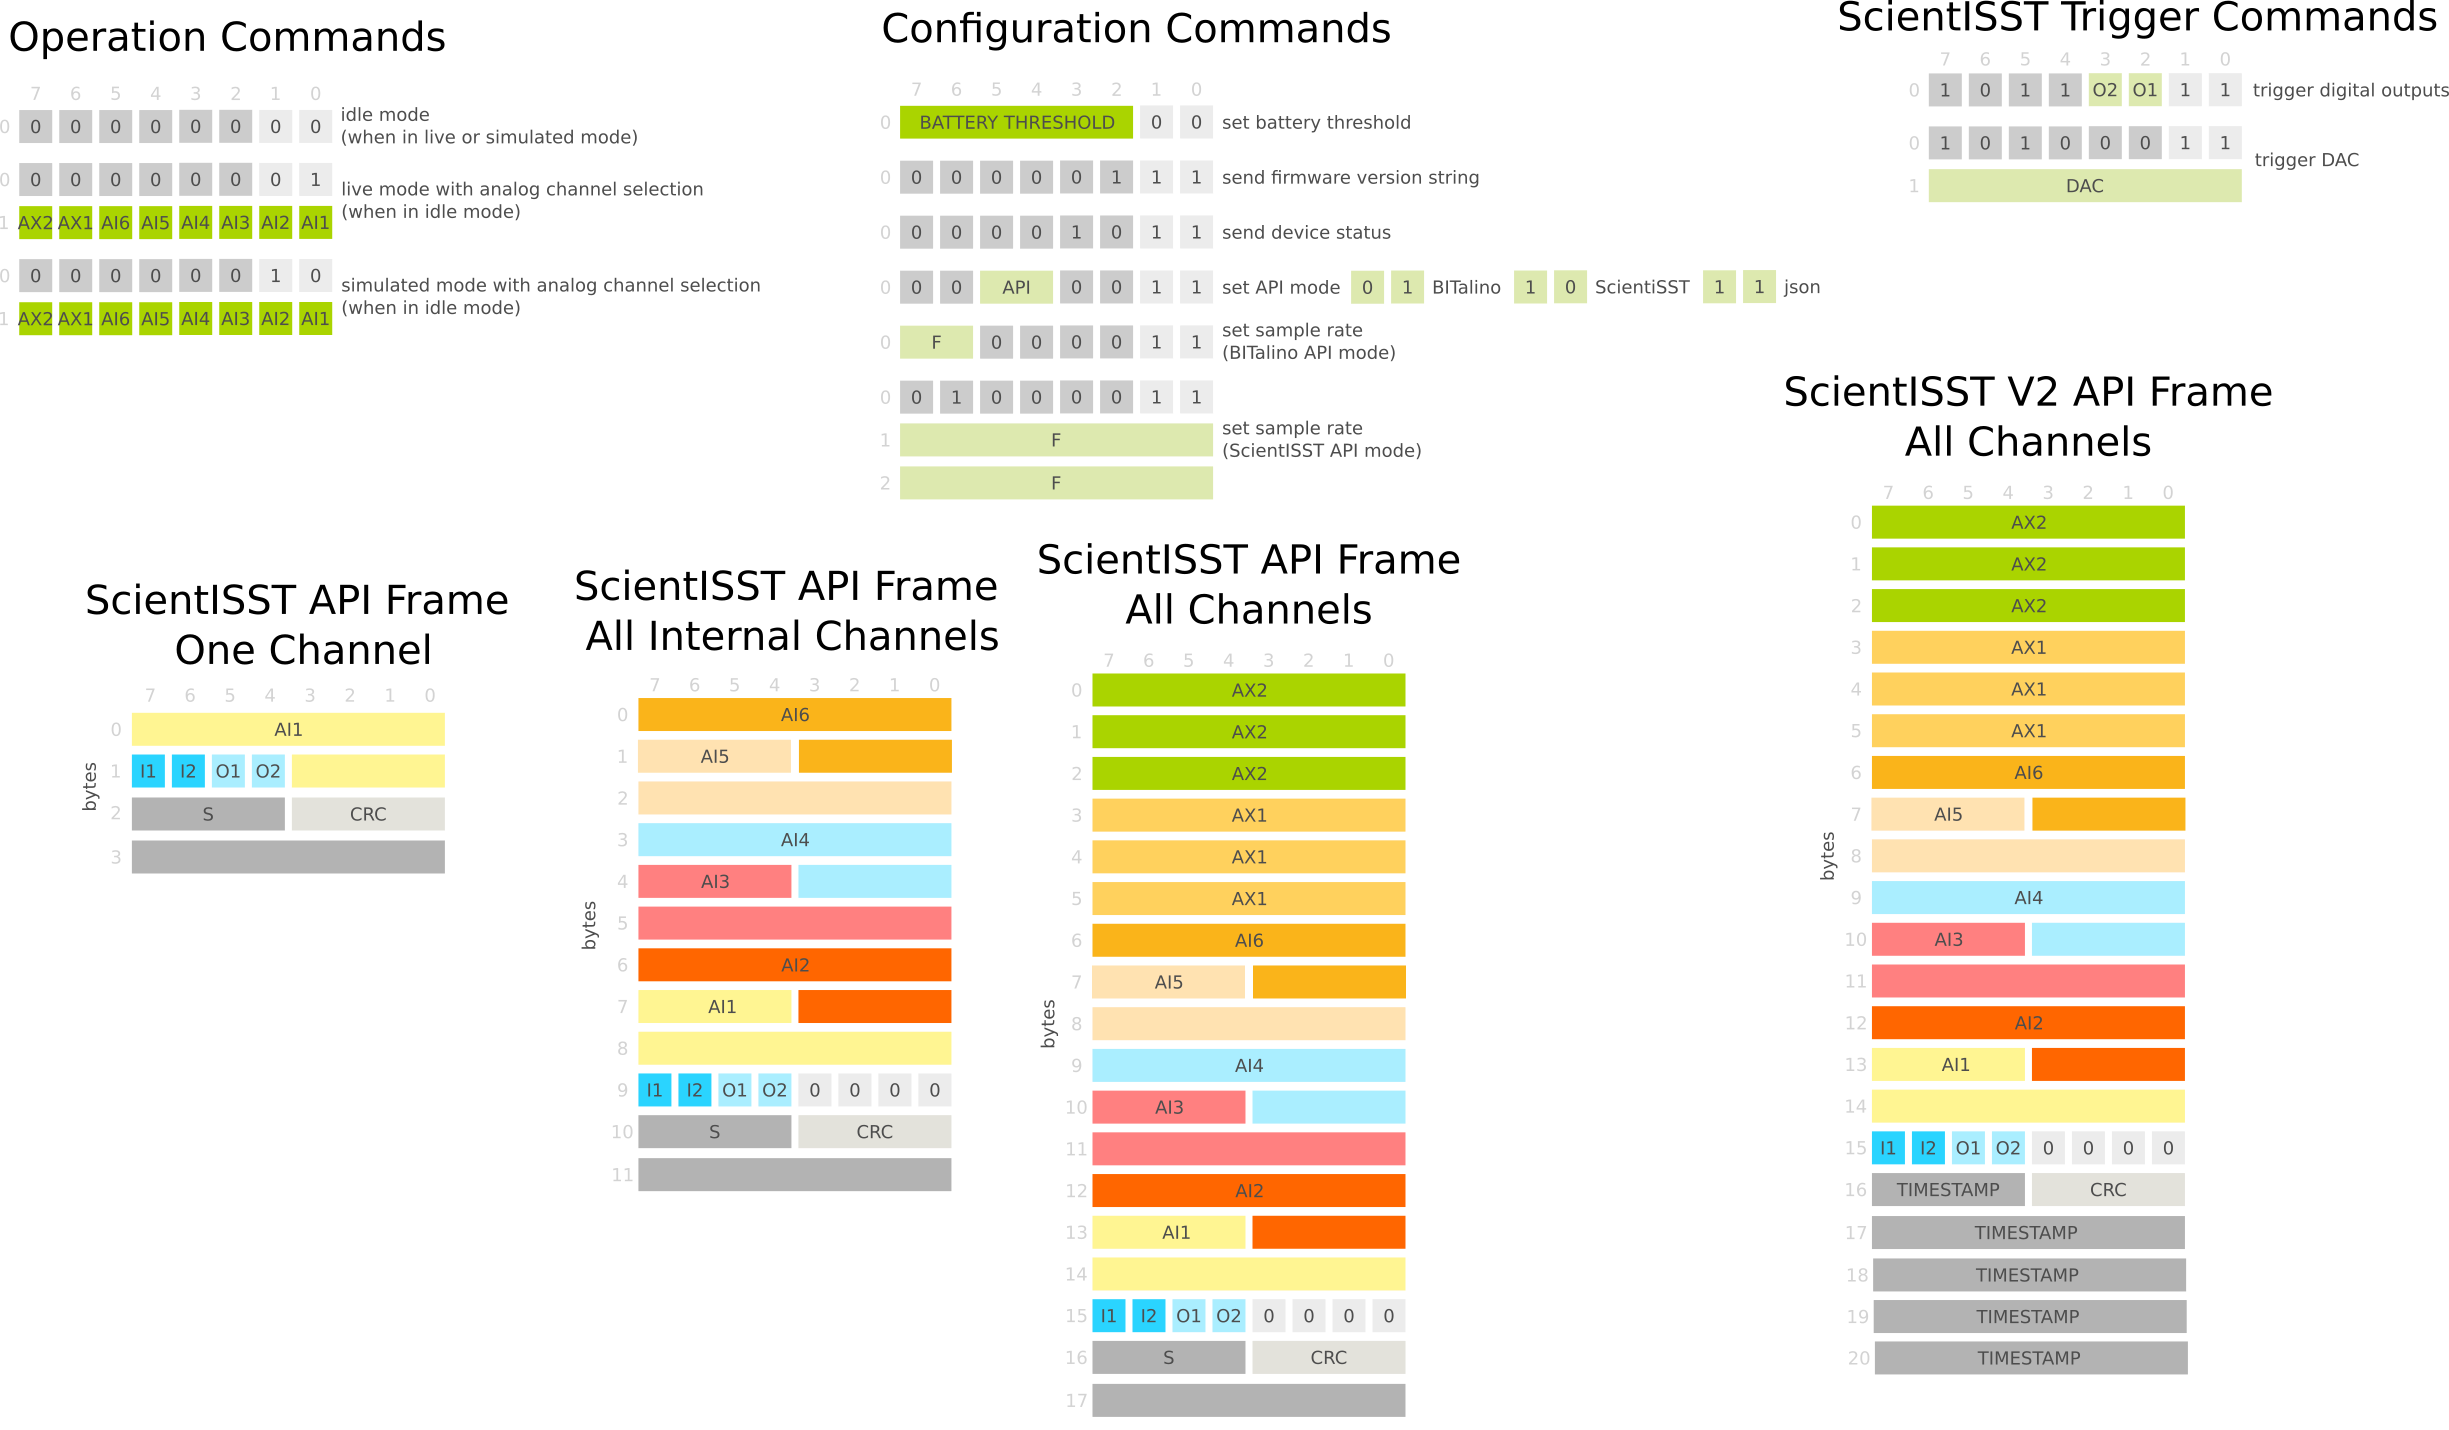 Operation Commands
7 6 5 4 3 2 1 0
0 0 0 0 0 0 0 0 0 idle mode
(when in live or simulated mode)
0 0 0 0 0 0 0 0 1 live mode with analog channel selection
1 AX2 AX1 AI6 AI5 AI4 AI3 AI2 AI1 (when in idle mode)
0 0 0 0 0 0 0 1 0 simulated mode with analog channel selection
1 AX2 AX1 AI6 AI5 AI4 AI3 AI2 AI1 (when in idle mode)
Configuration Commands
7 6 5 4 3 2 1 0
0 BATTERY THRESHOLD 0 0 set battery threshold
0 0 0 0 0 0 1 1 1 send firmware version string
0 0 0 0 0 1 0 1 1 send device status
0 0 0 API 0 0 1 1 set API mode 0 1 BITalino 1 0 ScientiSST 1 1 json
0 F 0 0 0 0 1 1 set sample rate
(BITalino API mode)
0 0 1 0 0 0 0 1 1
1 F set sample rate
(ScientISST API mode)
2 F
ScientISST Trigger Commands
7 6 5 4 3 2 1 0
0 1 0 1 1 O2 O1 1 1 trigger digital outputs
0 1 0 1 0 0 0 1 1
trigger DAC
1 DAC
ScientISST API Frame
One Channel
7 6 5 4 3 2 1 0
bytes
0 AI1
1 I1 I2 O1 O2
2 S CRC
3
ScientISST API Frame
All Internal Channels
7 6 5 4 3 2 1 0
bytes
0 AI6
1 AI5
2
3 AI4
4 AI3
5
6 AI2
7 AI1
8
9 I1 I2 O1 O2 0 0 0 0
10 S CRC
11
ScientISST API Frame
All Channels
7 6 5 4 3 2 1 0
bytes
0 AX2
1 AX2
2 AX2
3 AX1
4 AX1
5 AX1
6 AI6
7 AI5
8
9 AI4
10 AI3
11
12 AI2
13 AI1
14
15 I1 I2 O1 O2 0 0 0 0
16 S CRC
17
ScientISST V2 API Frame
All Channels
7 6 5 4 3 2 1 0
bytes
0 AX2
1 AX2
2 AX2
3 AX1
4 AX1
5 AX1
6 AI6
7 AI5
8
9 AI4
10 AI3
11
12 AI2
13 AI1
14
15 I1 I2 O1 O2 0 0 0 0
16 TIMESTAMP CRC
17 TIMESTAMP
18 TIMESTAMP
19 TIMESTAMP
20 TIMESTAMP